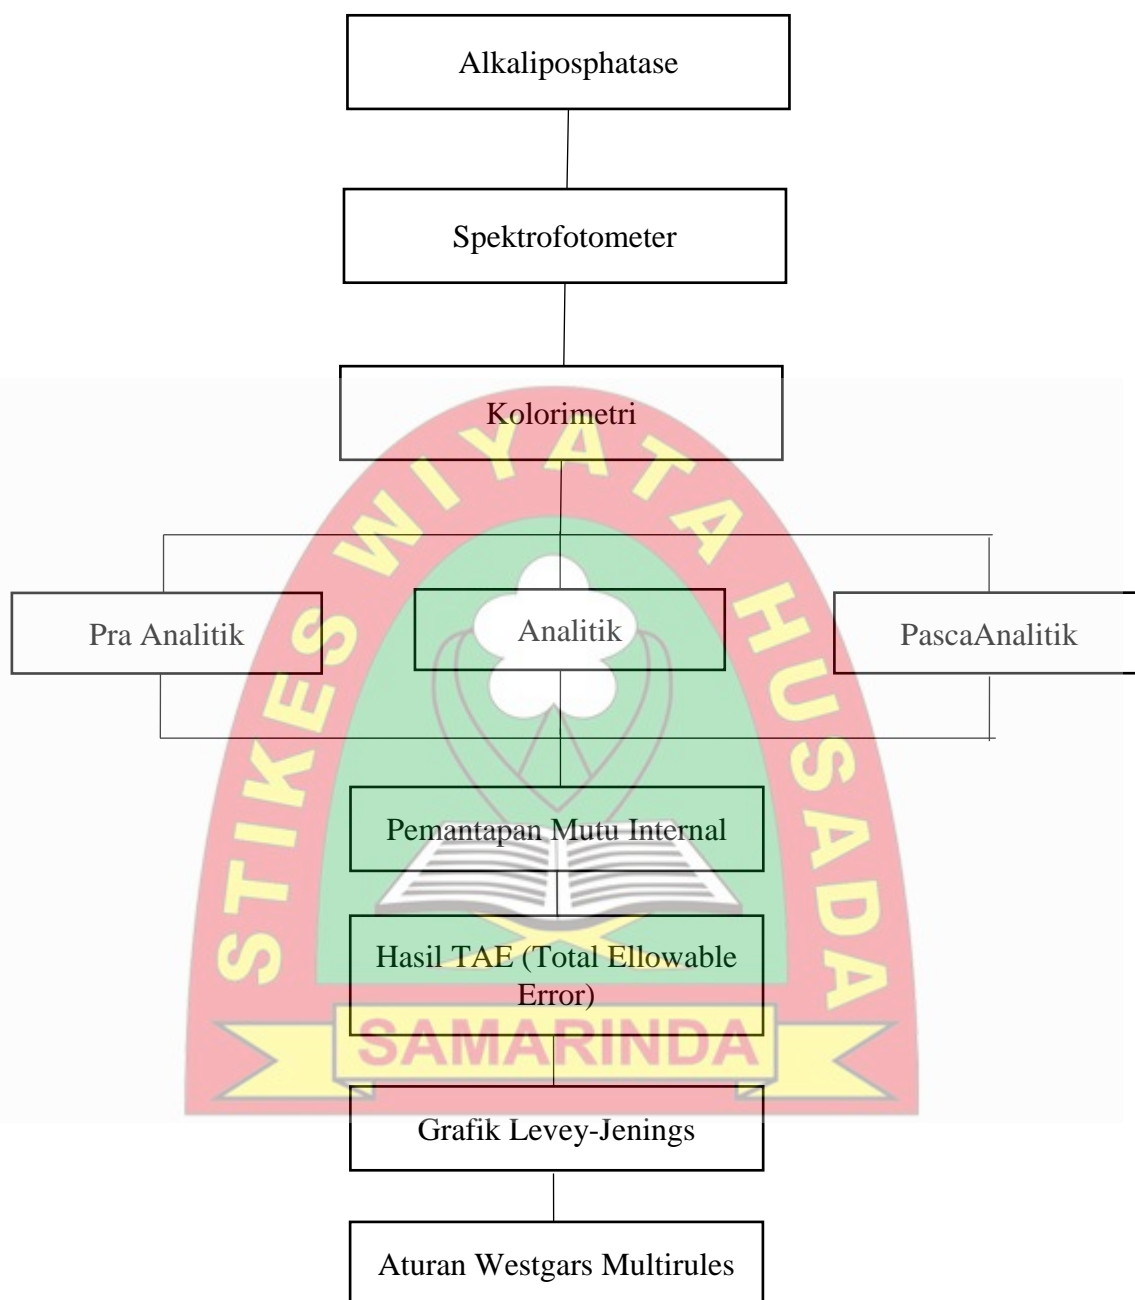 Alkaliposphatase
Spektrofotometer
Kolorimetri
STIKES WIYATA HUSADA
Pra Analitik
Analitik
PascaAnalitik
Pemantapan Mutu Internal
Hasil TAE (Total Ellowable
Error)
SAMARINDA
Grafik Levey-Jenings
Aturan Westgars Multirules